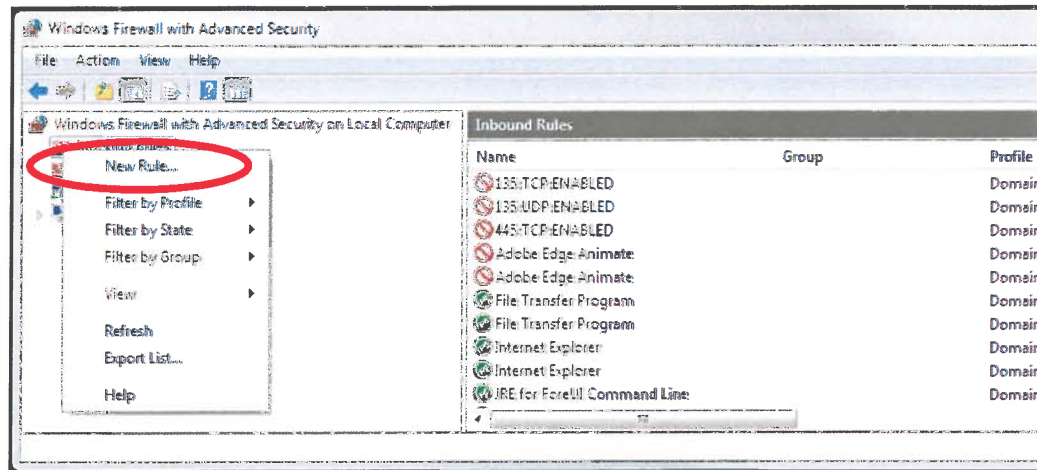 Windows Firewall with Advanced Security
File Action View Help
Windows Firewall with Advanced Security on Local Computer
New Rule...
Filter by Profile
Filter by State
Filter by Group
View
Refresh
Export List...
Help
Inbound Rules
Name Group Profile
135:TCP:ENABLED Domain
135:UDP:ENABLED Domain
445:TCP:ENABLED Domain
Adobe Edge Animate Domain
Adobe Edge Animate Domain
File Transfer Program Domain
File Transfer Program Domain
Internet Explorer Domain
Internet Explorer Domain
JRE for ForeUI Command Line Domain